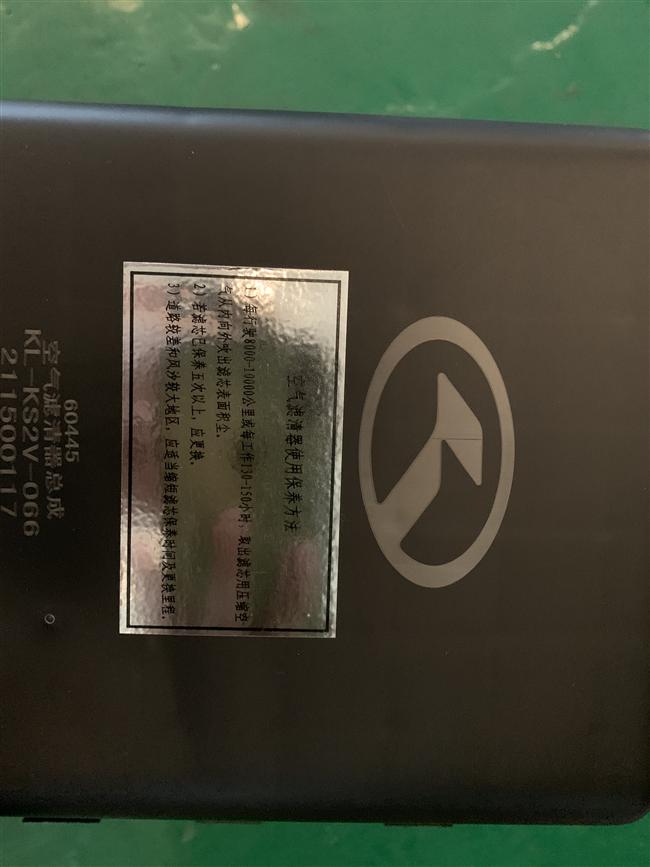 空气滤清器使用保养方法
1）每行驶8000-10000公里或每工作130-150小时，取出滤芯用压缩空
气从内向外吹出滤芯表面积尘。
2）若滤芯已保养五次以上，应更换。
3）道路较差和风沙较大地区，应适当缩短滤芯保养时间及更换里程。
60445
空气滤清器总成
KL-KS2V-066
211500117